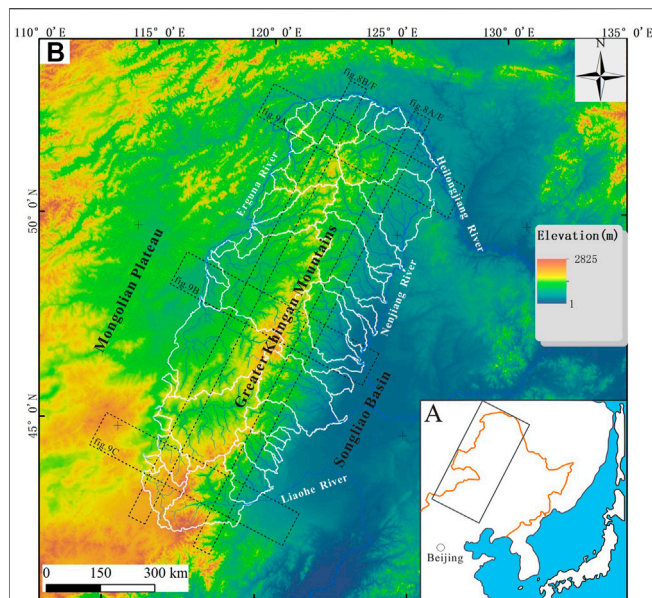 110° 0'E 115° 0'E 120° 0'E 125° 0'E 130° 0'E 135° 0'E
B
N
fig.8B/F
fig.8A/E
fig.9A
Erguna River
Heilongjiang River
50° 0'N
Mongolian Plateau
Greater Khingan Mountains
Nenjiang River
fig.9B
Elevation(m)
2825
1
45° 0'N
Songliao Basin
fig.9C
Liaohe River
A
Beijing
0 150 300 km